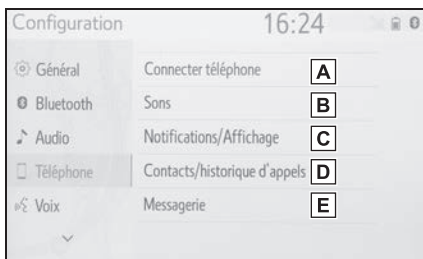 Configuration 16:24
Général
Connecter téléphone A
Bluetooth
Sons B
Audio
Notifications/Affichage C
Téléphone
Contacts/historique d'appels D
Voix
Messagerie E